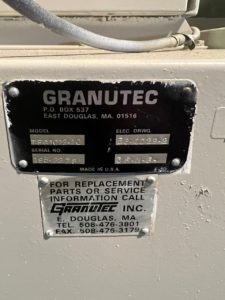 GRANUTEC
P.O. BOX 537
EAST DOUGLAS, MA. 01516
MODEL
ELEC. DRWG.
SERIAL NO.
MADE IN U.S.A.
FOR REPLACEMENT
PARTS OR SERVICE
INFORMATION CALL
GRANUTEC INC.
E. DOUGLAS, MA.
TEL. 508-476-3801
FAX. 508-476-3179